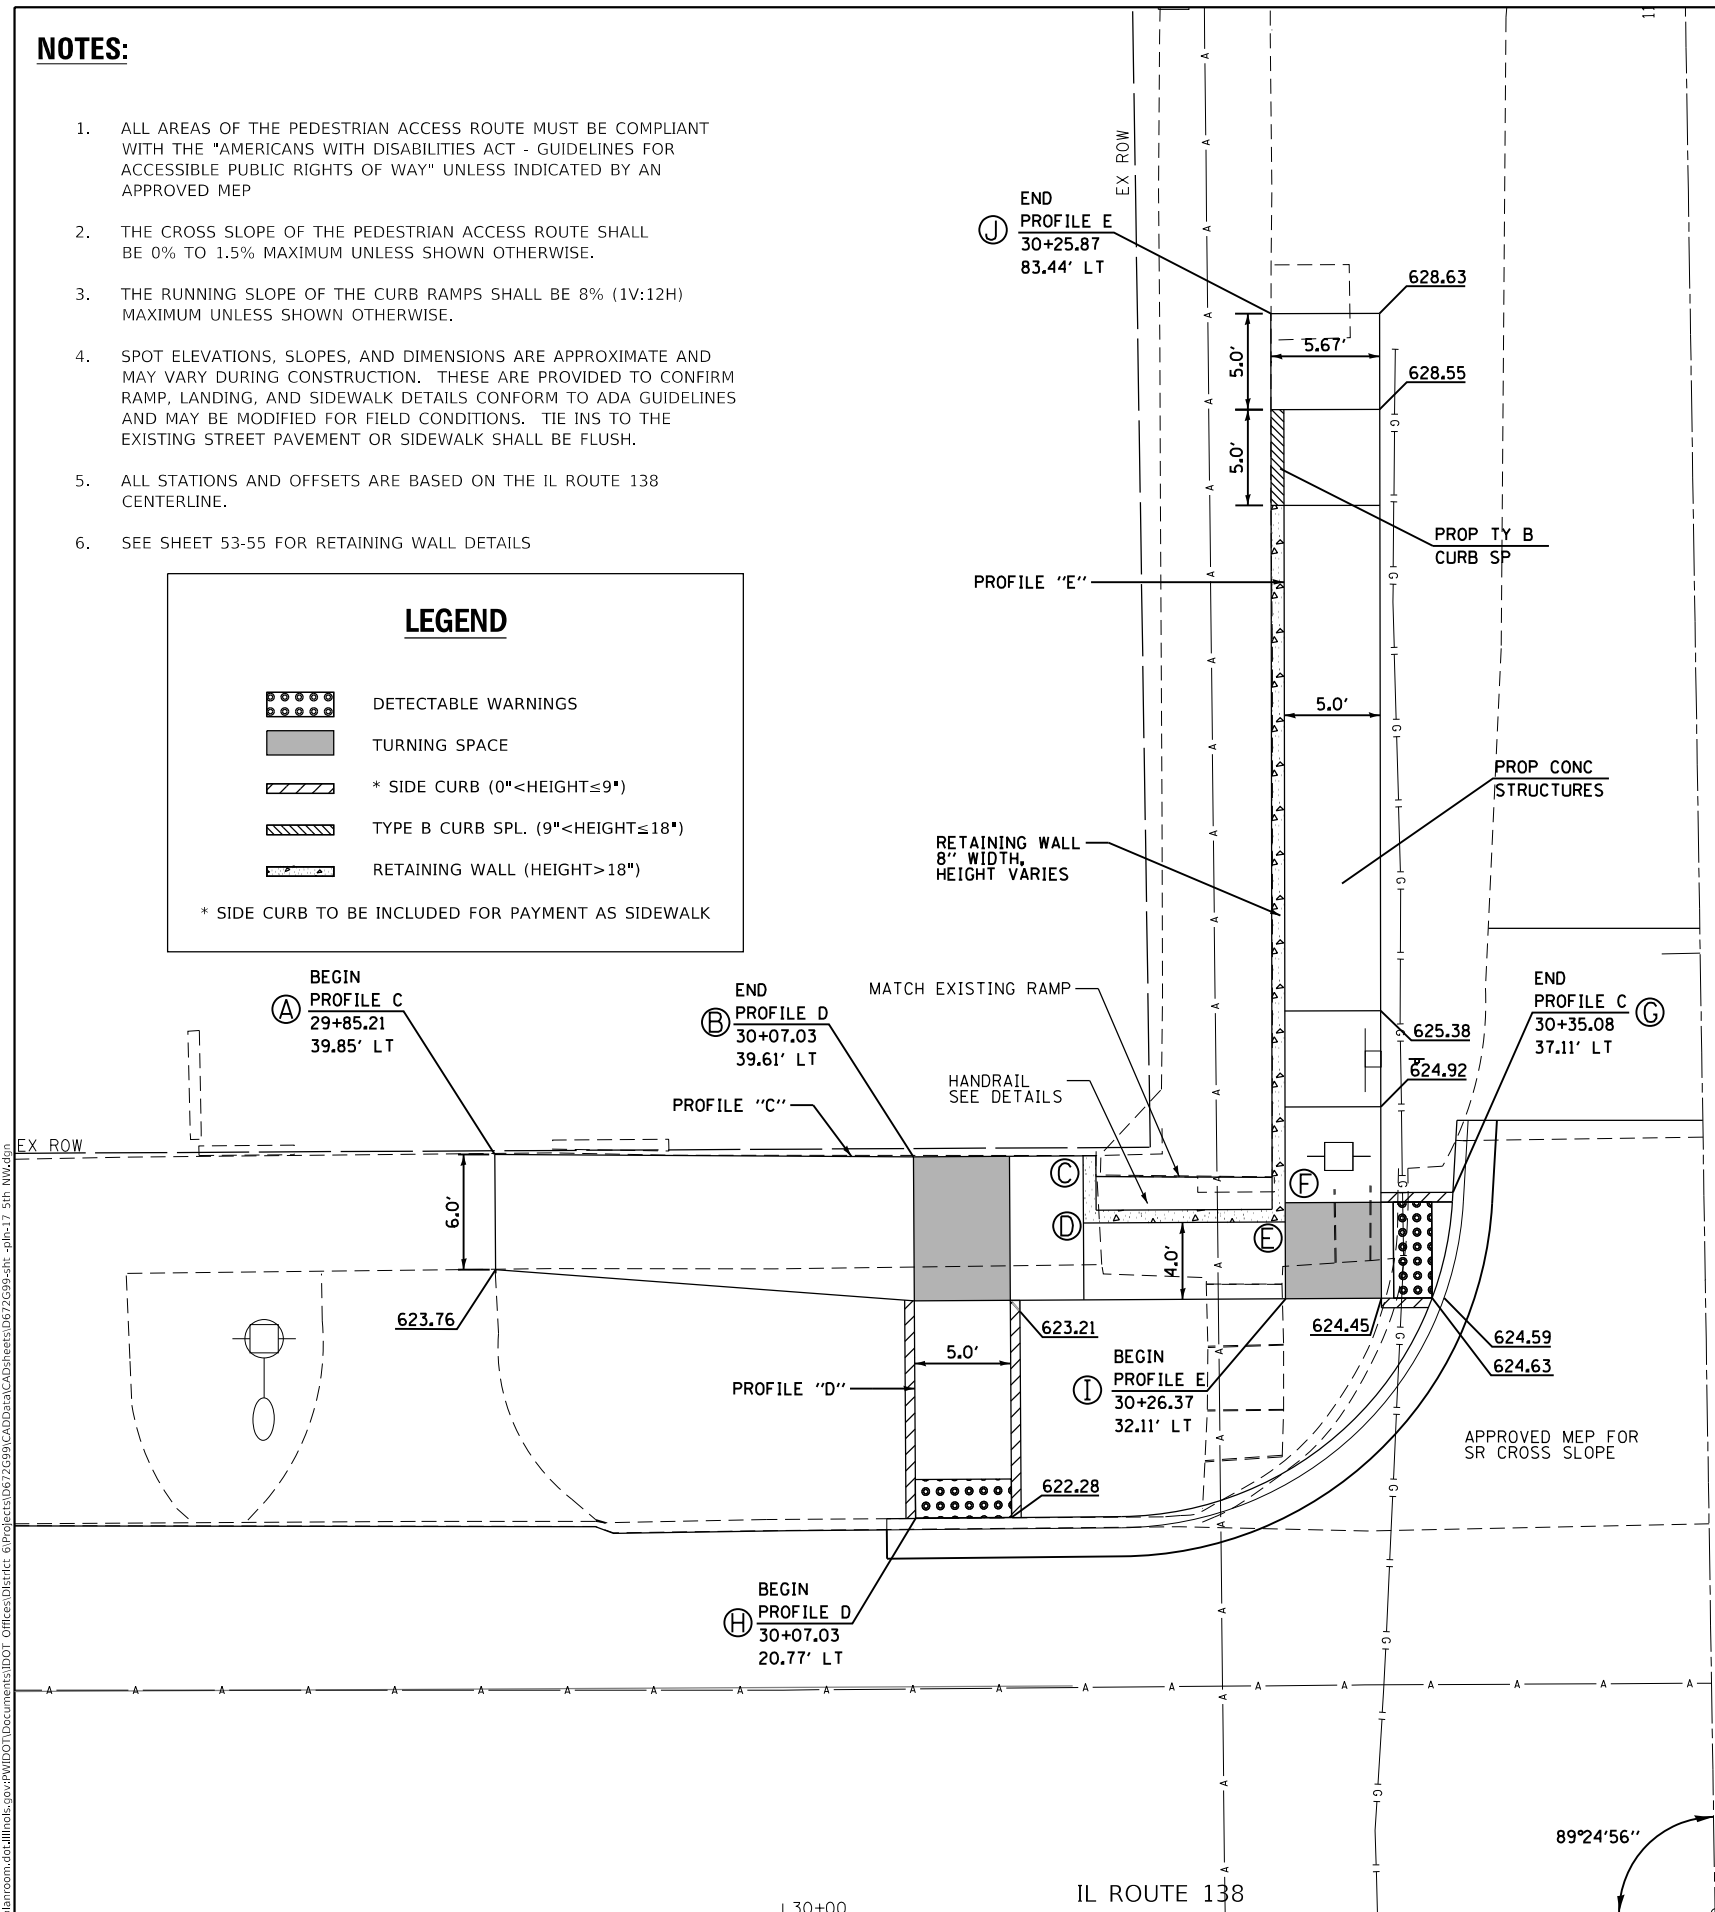 NOTES:
1. ALL AREAS OF THE PEDESTRIAN ACCESS ROUTE MUST BE COMPLIANT
WITH THE "AMERICANS WITH DISABILITIES ACT - GUIDELINES FOR
ACCESSIBLE PUBLIC RIGHTS OF WAY" UNLESS INDICATED BY AN
APPROVED MEP
2. THE CROSS SLOPE OF THE PEDESTRIAN ACCESS ROUTE SHALL
BE 0% TO 1.5% MAXIMUM UNLESS SHOWN OTHERWISE.
3. THE RUNNING SLOPE OF THE CURB RAMPS SHALL BE 8% (1V:12H)
MAXIMUM UNLESS SHOWN OTHERWISE.
4. SPOT ELEVATIONS, SLOPES, AND DIMENSIONS ARE APPROXIMATE AND
MAY VARY DURING CONSTRUCTION. THESE ARE PROVIDED TO CONFIRM
RAMP, LANDING, AND SIDEWALK DETAILS CONFORM TO ADA GUIDELINES
AND MAY BE MODIFIED FOR FIELD CONDITIONS. TIE INS TO THE
EXISTING STREET PAVEMENT OR SIDEWALK SHALL BE FLUSH.
5. ALL STATIONS AND OFFSETS ARE BASED ON THE IL ROUTE 138
CENTERLINE.
6. SEE SHEET 53-55 FOR RETAINING WALL DETAILS
LEGEND
DETECTABLE WARNINGS
TURNING SPACE
* SIDE CURB (0"<HEIGHT≤9")
TYPE B CURB SPL. (9"<HEIGHT≤18")
RETAINING WALL (HEIGHT>18")
* SIDE CURB TO BE INCLUDED FOR PAYMENT AS SIDEWALK
EX ROW
J
END
PROFILE E
30+25.87
83.44' LT
628.63
5.0'
5.67'
628.55
5.0'
PROP TY B
CURB SP
PROFILE "E"
5.0'
PROP CONC
STRUCTURES
RETAINING WALL
8" WIDTH,
HEIGHT VARIES
A
BEGIN
PROFILE C
29+85.21
39.85' LT
B
END
PROFILE D
30+07.03
39.61' LT
MATCH EXISTING RAMP
END
PROFILE C
G
30+35.08
37.11' LT
625.38
624.92
HANDRAIL
SEE DETAILS
PROFILE "C"
EX ROW
C
F
D
E
6.0'
4.0'
623.76
623.21
624.45
624.59
624.63
5.0'
PROFILE "D"
I
BEGIN
PROFILE E
30+26.37
32.11' LT
APPROVED MEP FOR
SR CROSS SLOPE
622.28
H
BEGIN
PROFILE D
30+07.03
20.77' LT
89°24'56"
IL ROUTE 138
30+00